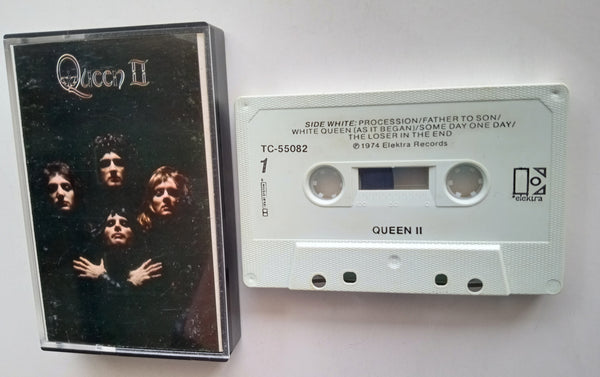 Queen II
SIDE WHITE: PROCESSION/FATHER TO SON/
WHITE QUEEN (AS IT BEGAN)/SOME DAY ONE DAY/
THE LOSER IN THE END
TC-55082
℗ 1974 Elektra Records
1
elektra
QUEEN II